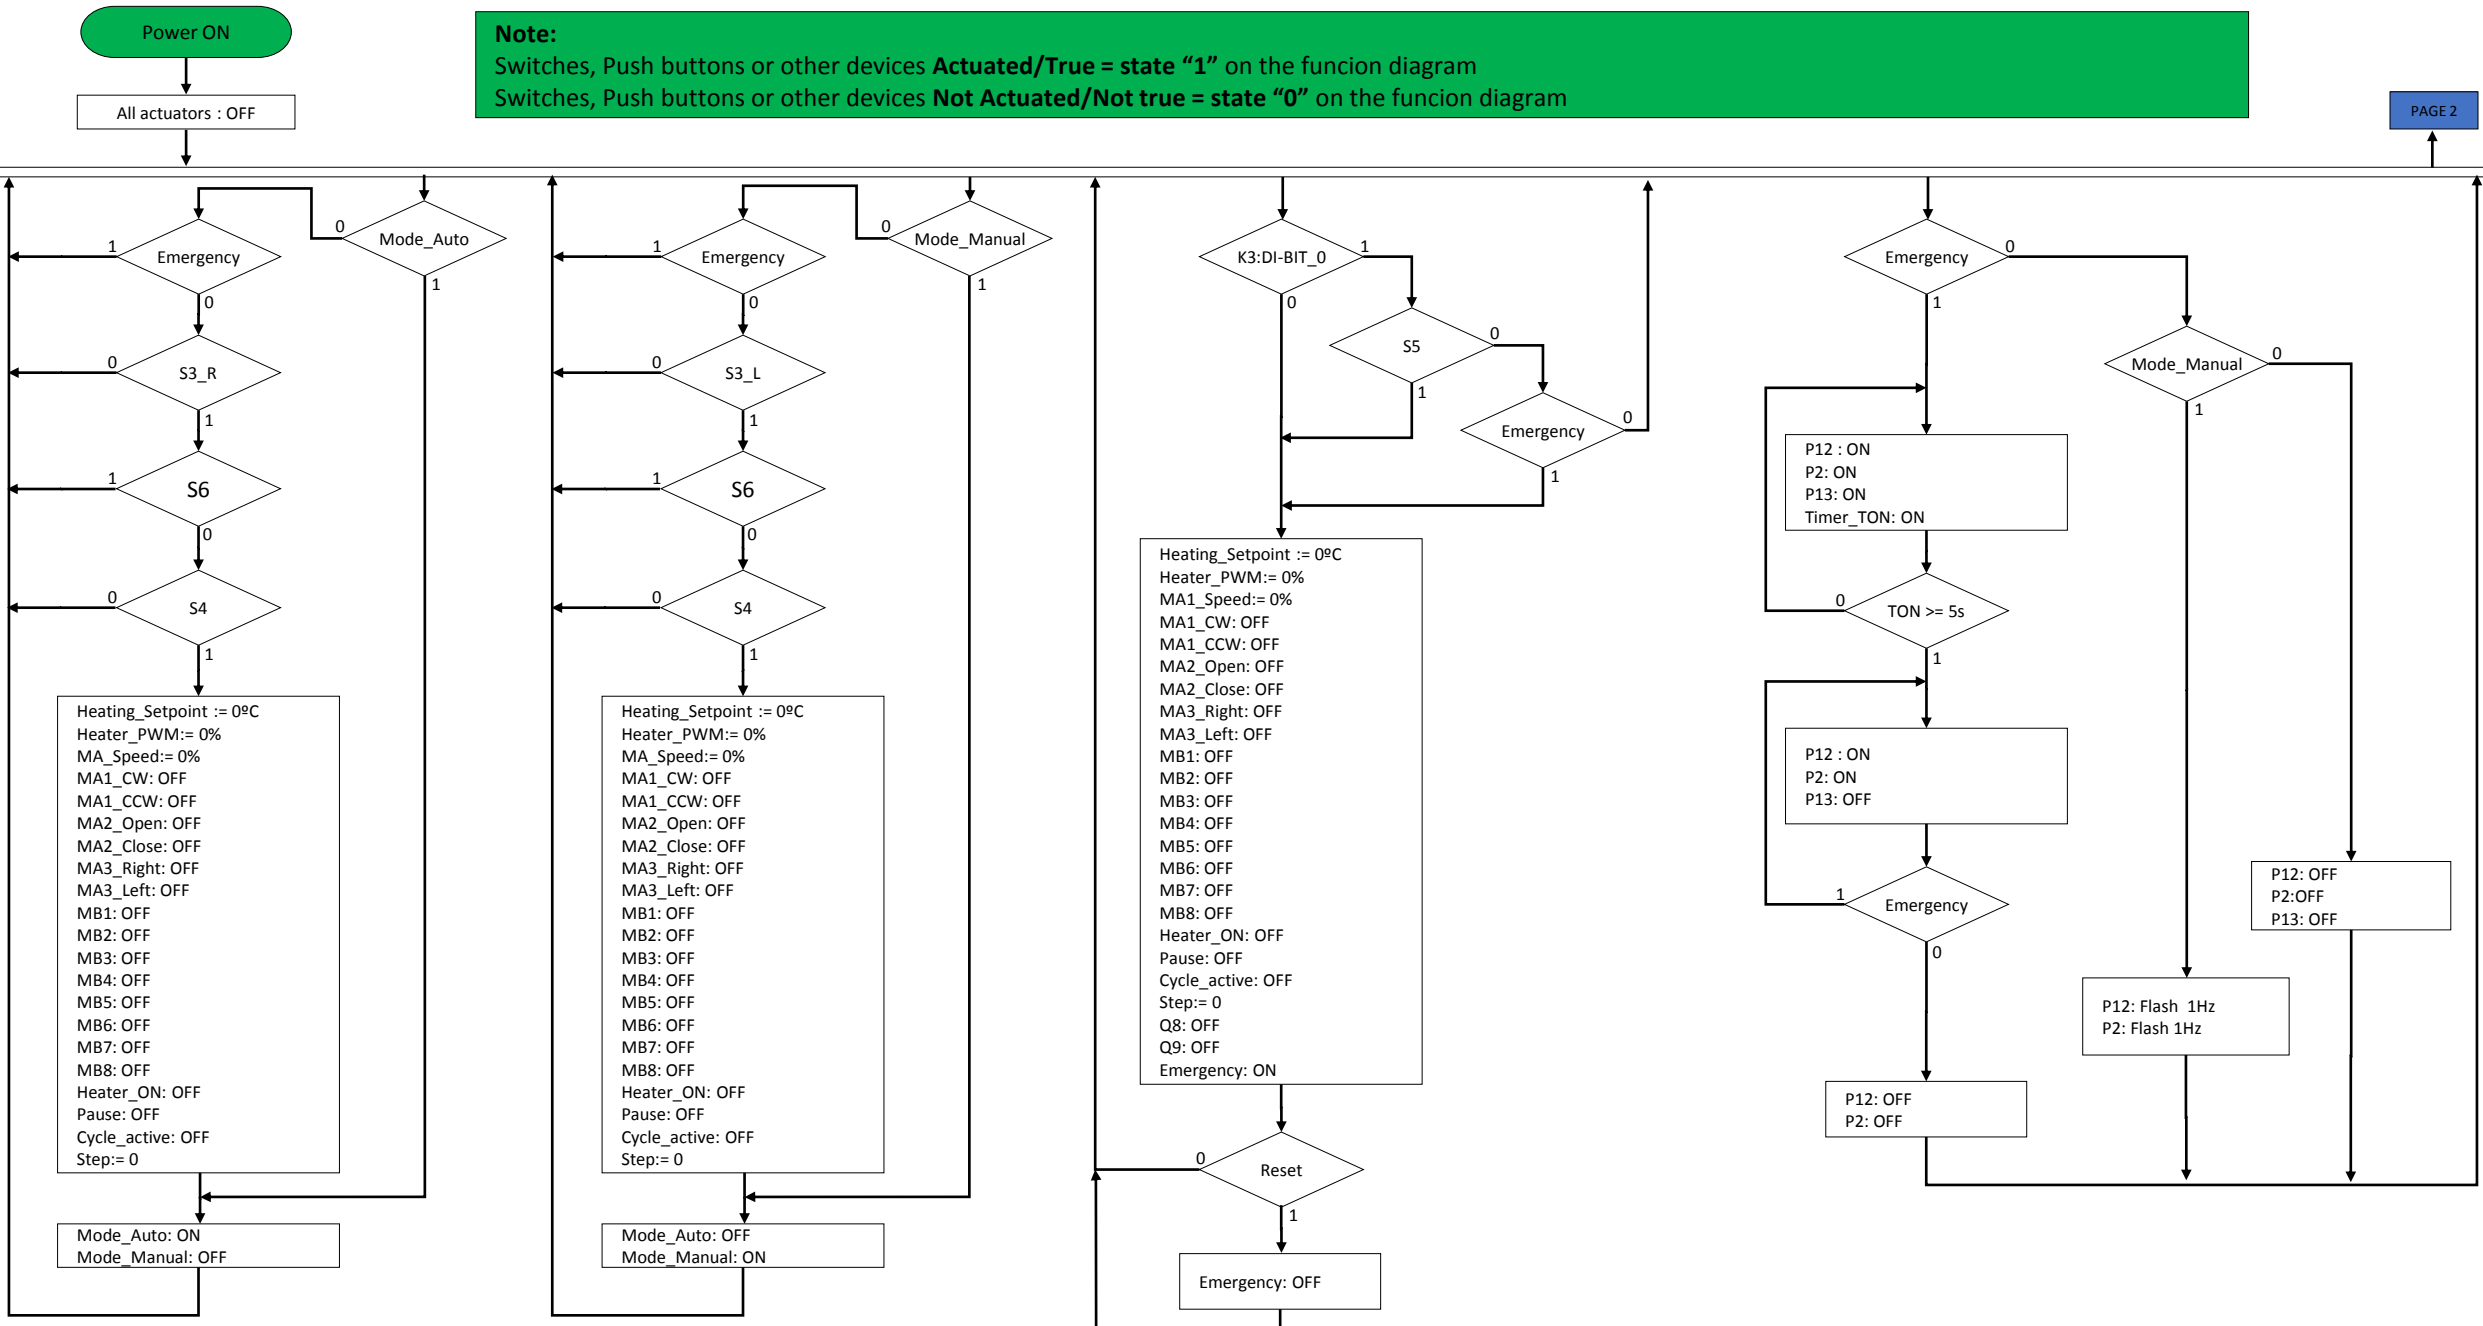 Power ON
All actuators : OFF
Note:
Switches, Push buttons or other devices Actuated/True = state “1” on the funcion diagram
Switches, Push buttons or other devices Not Actuated/Not true = state “0” on the funcion diagram
PAGE 2
Mode_Auto
0
1
Emergency
1
0
S3_R
0
1
S6
1
0
S4
0
1
Heating_Setpoint := 0ºC
Heater_PWM:= 0%
MA_Speed:= 0%
MA1_CW: OFF
MA1_CCW: OFF
MA2_Open: OFF
MA2_Close: OFF
MA3_Right: OFF
MA3_Left: OFF
MB1: OFF
MB2: OFF
MB3: OFF
MB4: OFF
MB5: OFF
MB6: OFF
MB7: OFF
MB8: OFF
Heater_ON: OFF
Pause: OFF
Cycle_active: OFF
Step:= 0
Mode_Auto: ON
Mode_Manual: OFF
Mode_Manual
0
1
Emergency
1
0
S3_L
0
1
S6
1
0
S4
0
1
Heating_Setpoint := 0ºC
Heater_PWM:= 0%
MA_Speed:= 0%
MA1_CW: OFF
MA1_CCW: OFF
MA2_Open: OFF
MA2_Close: OFF
MA3_Right: OFF
MA3_Left: OFF
MB1: OFF
MB2: OFF
MB3: OFF
MB4: OFF
MB5: OFF
MB6: OFF
MB7: OFF
MB8: OFF
Heater_ON: OFF
Pause: OFF
Cycle_active: OFF
Step:= 0
Mode_Auto: OFF
Mode_Manual: ON
K3:DI-BIT_0
1
0
S5
0
1
Emergency
0
1
Heating_Setpoint := 0ºC
Heater_PWM:= 0%
MA1_Speed:= 0%
MA1_CW: OFF
MA1_CCW: OFF
MA2_Open: OFF
MA2_Close: OFF
MA3_Right: OFF
MA3_Left: OFF
MB1: OFF
MB2: OFF
MB3: OFF
MB4: OFF
MB5: OFF
MB6: OFF
MB7: OFF
MB8: OFF
Heater_ON: OFF
Pause: OFF
Cycle_active: OFF
Step:= 0
Q8: OFF
Q9: OFF
Emergency: ON
Reset
0
1
Emergency: OFF
Emergency
0
1
Mode_Manual
0
1
P12 : ON
P2: ON
P13: ON
Timer_TON: ON
TON >= 5s
0
1
P12 : ON
P2: ON
P13: OFF
Emergency
1
0
P12: OFF
P2: OFF
P12: Flash 1Hz
P2: Flash 1Hz
P12: OFF
P2:OFF
P13: OFF